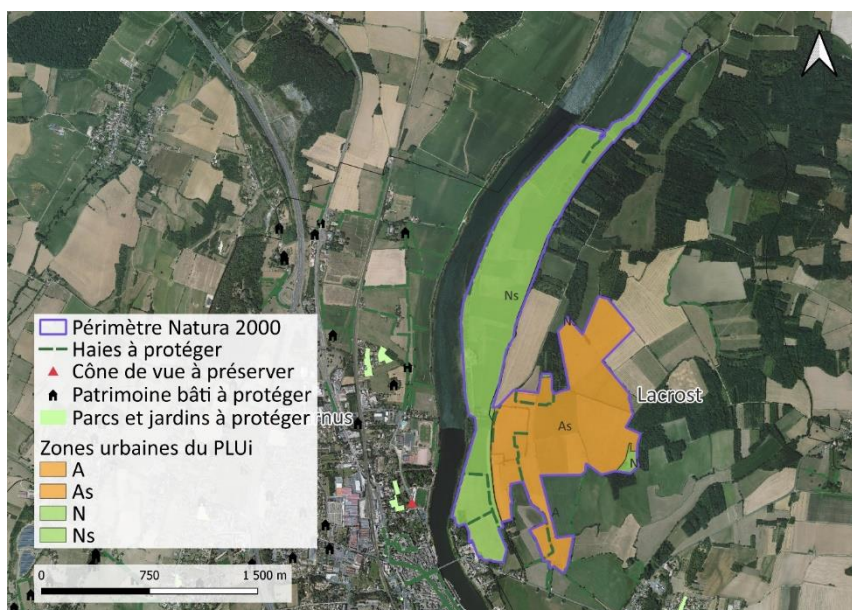 Ns
N
Lacrost
As
L
N
A
Périmètre Natura 2000
Haies à protéger
Cône de vue à préserver
Patrimoine bâti à protéger
Parcs et jardins à protéger
rnus
Zones urbaines du PLUi
A
As
N
Ns
0 750 1 500 m